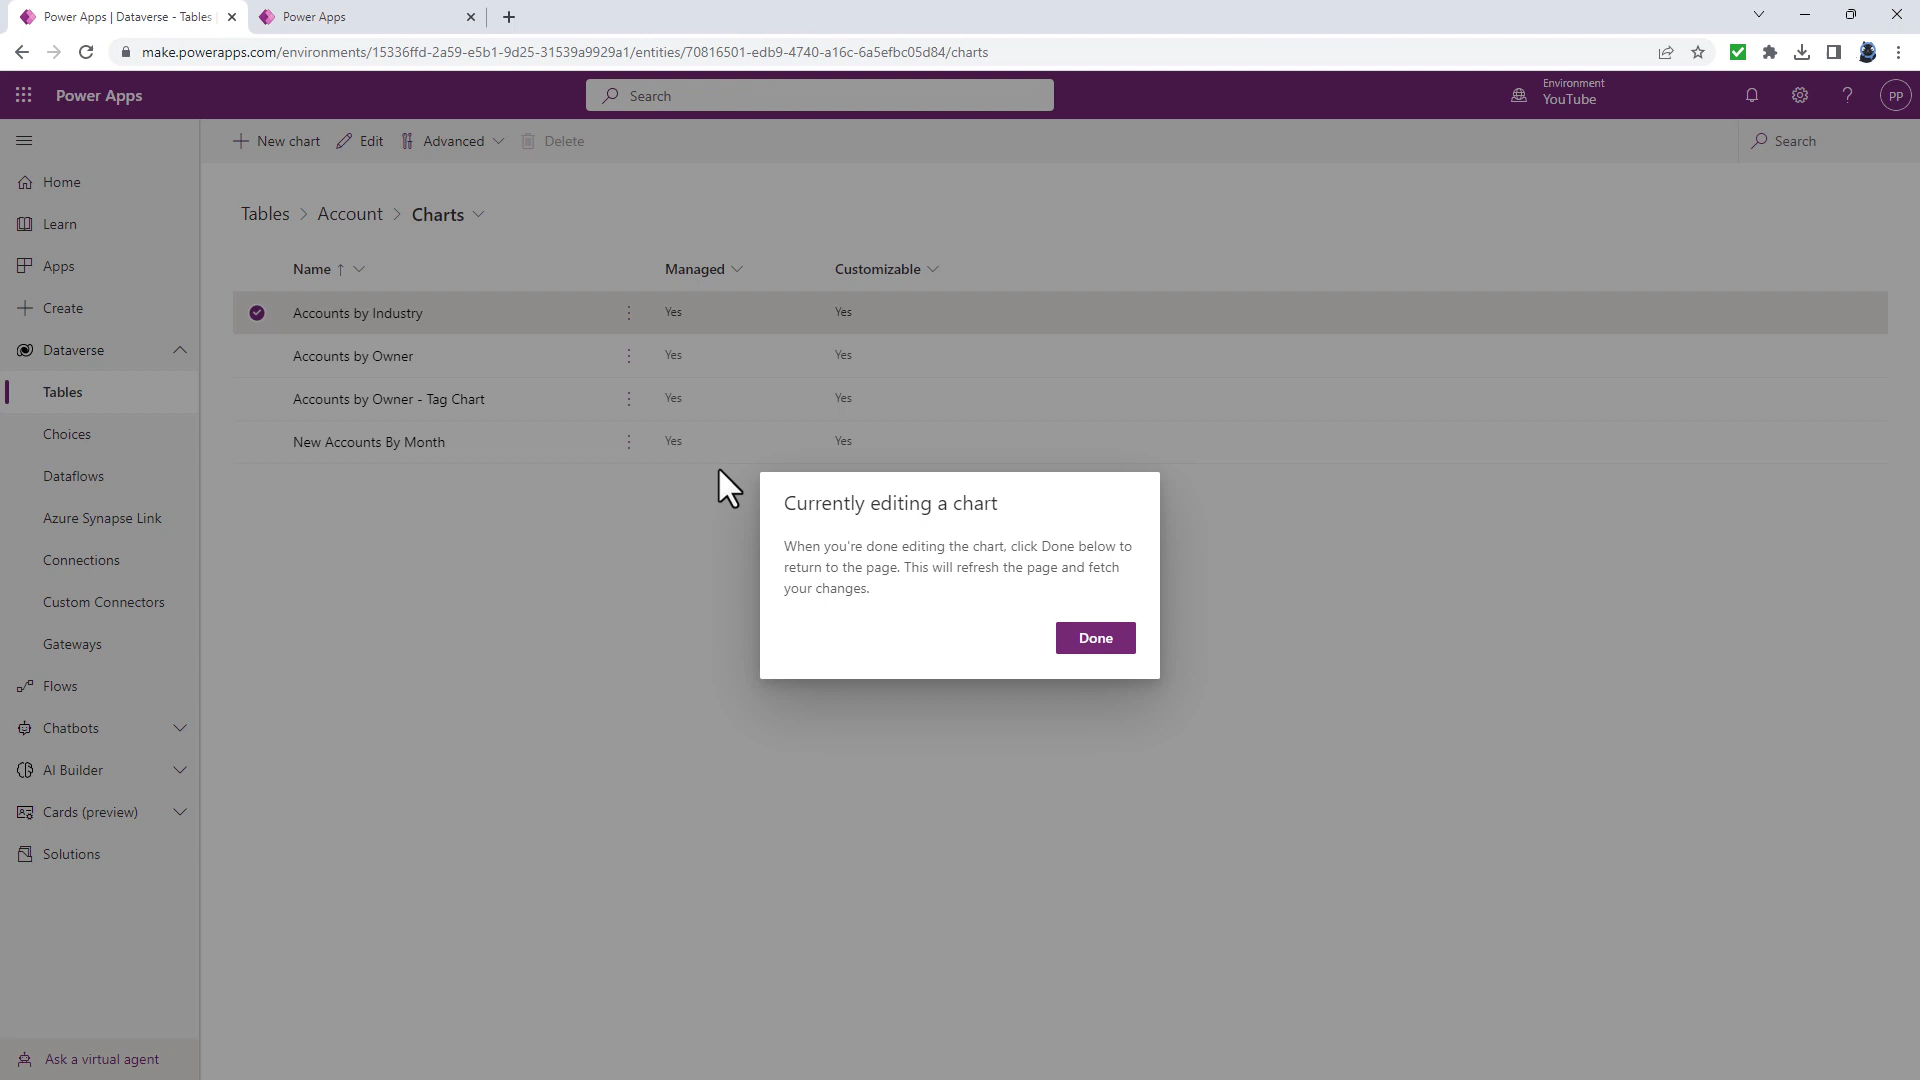 Power Apps | Dataverse - Tables
Power Apps
make.powerapps.com/environments/15336ffd-2a59-e5b1-9d25-31539a9929a1/entities/70816501-edb9-4740-a16c-6a5efbc05d84/charts
Power Apps
Search
Environment
YouTube
PP
New chart
Edit
Advanced
Delete
Search
Home
Learn
Apps
Create
Dataverse
Tables
Choices
Dataflows
Azure Synapse Link
Connections
Custom Connectors
Gateways
Flows
Chatbots
AI Builder
Cards (preview)
Solutions
Ask a virtual agent
Tables > Account > Charts
Name ↑ Managed Customizable
Accounts by Industry Yes Yes
Accounts by Owner Yes Yes
Accounts by Owner - Tag Chart Yes Yes
New Accounts By Month Yes Yes
Currently editing a chart
When you're done editing the chart, click Done below to
return to the page. This will refresh the page and fetch
your changes.
Done